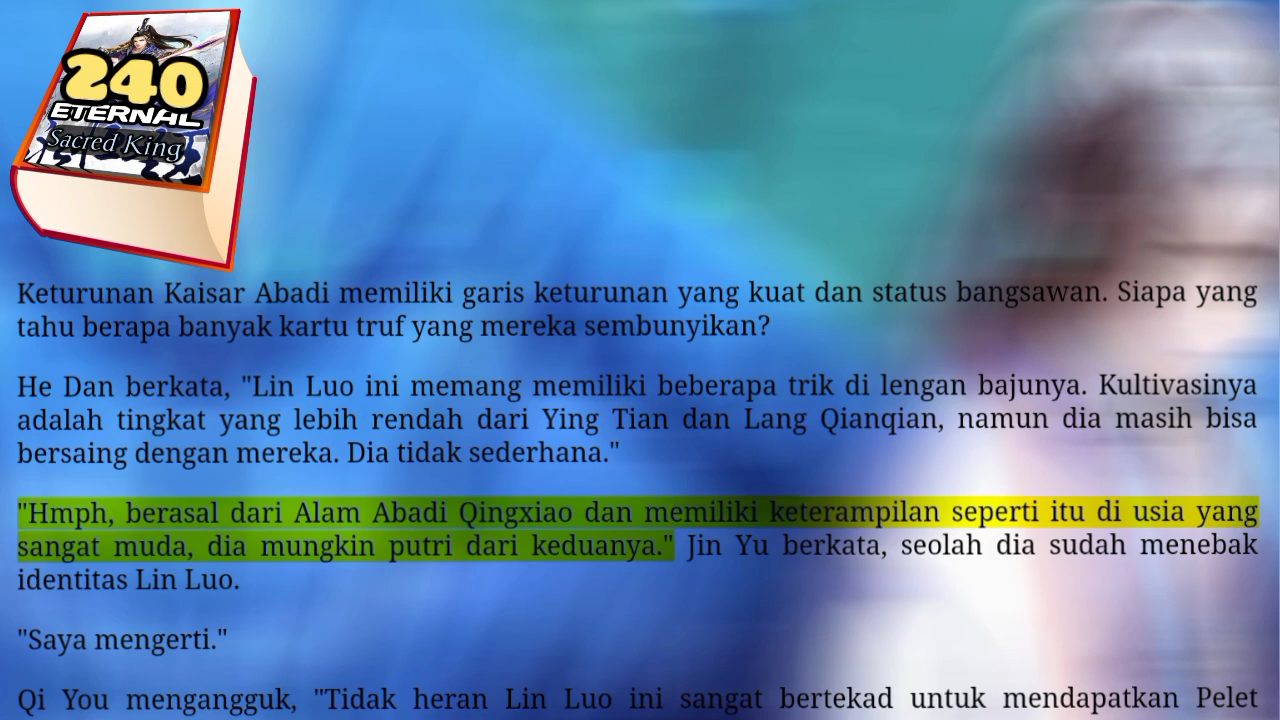 240
ETERNAL
Sacred King
Keturunan Kaisar Abadi memiliki garis keturunan yang kuat dan status bangsawan. Siapa yang
tahu berapa banyak kartu truf yang mereka sembunyikan?
He Dan berkata, "Lin Luo ini memang memiliki beberapa trik di lengan bajunya. Kultivasinya
adalah tingkat yang lebih rendah dari Ying Tian dan Lang Qianqian, namun dia masih bisa
bersaing dengan mereka. Dia tidak sederhana."
"Hmph, berasal dari Alam Abadi Qingxiao dan memiliki keterampilan seperti itu di usia yang
sangat muda, dia mungkin putri dari keduanya." Jin Yu berkata, seolah dia sudah menebak
identitas Lin Luo.
"Saya mengerti."
Qi You mengangguk, "Tidak heran Lin Luo ini sangat bertekad untuk mendapatkan Pelet